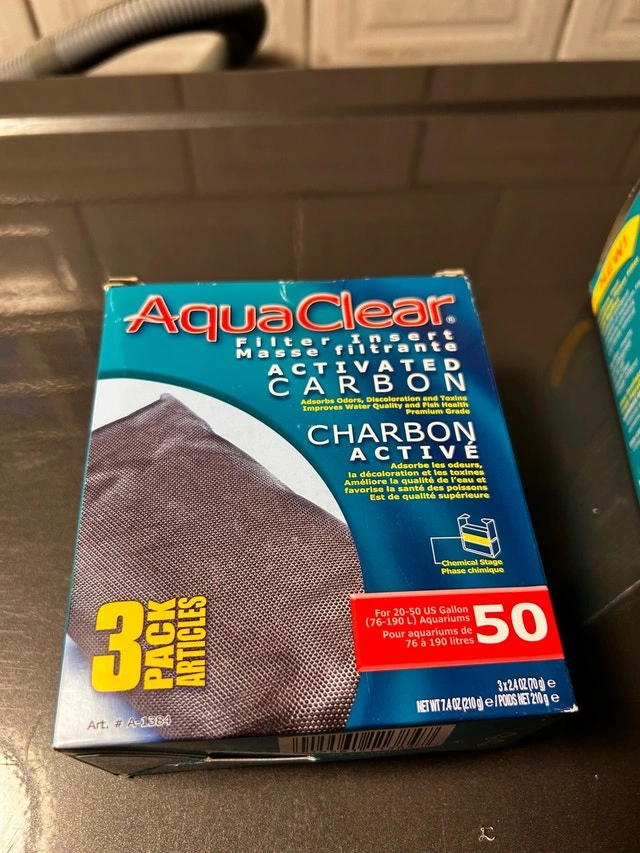 AquaClear®
Filter Insert
Masse filtrante
ACTIVATED
CARBON
Adsorbs Odors, Discoloration and Toxins
Improves Water Quality and Fish Health
Premium Grade
CHARBON
ACTIVÉ
Adsorbe les odeurs,
la décoloration et les toxines
Améliore la qualité de l'eau et
favorise la santé des poissons
Est de qualité supérieure
Chemical Stage
Phase chimique
3 PACK
ARTICLES
For 20-50 US Gallon
(76-190 L) Aquariums
Pour aquariums de
76 à 190 litres
50
3 x 2.4 OZ (70 g) e
NET WT 7.4 OZ (210 g) e / POIDS NET 210 g e
Art. # A-1384
NEW!